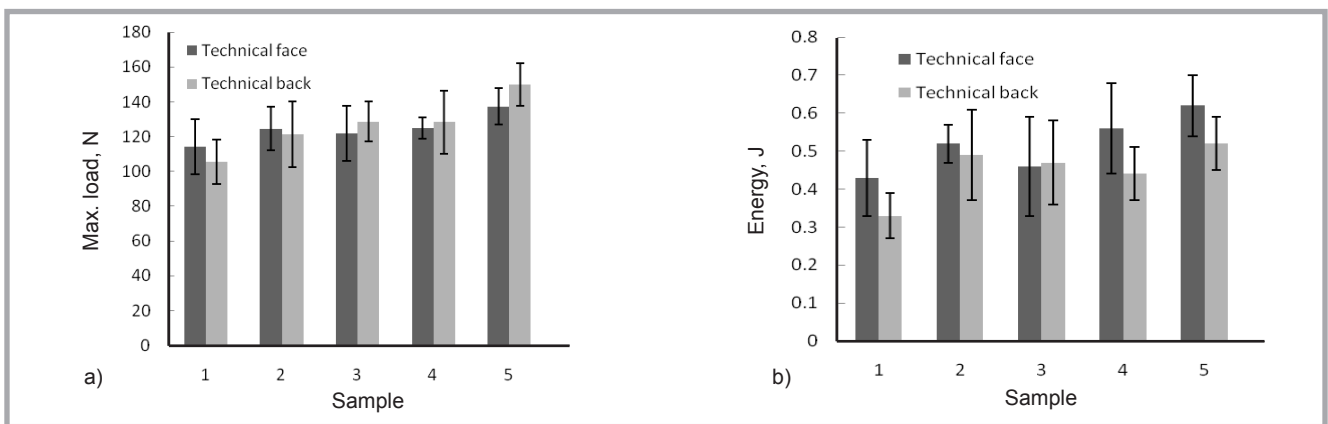 180
160
140
120
100
80
60
40
20
0
Max. load, N
Technical face
Technical back
1 2 3 4 5
Sample
a)
0.8
0.7
0.6
0.5
0.4
0.3
0.2
0.1
0
Energy, J
Technical face
Technical back
1 2 3 4 5
Sample
b)